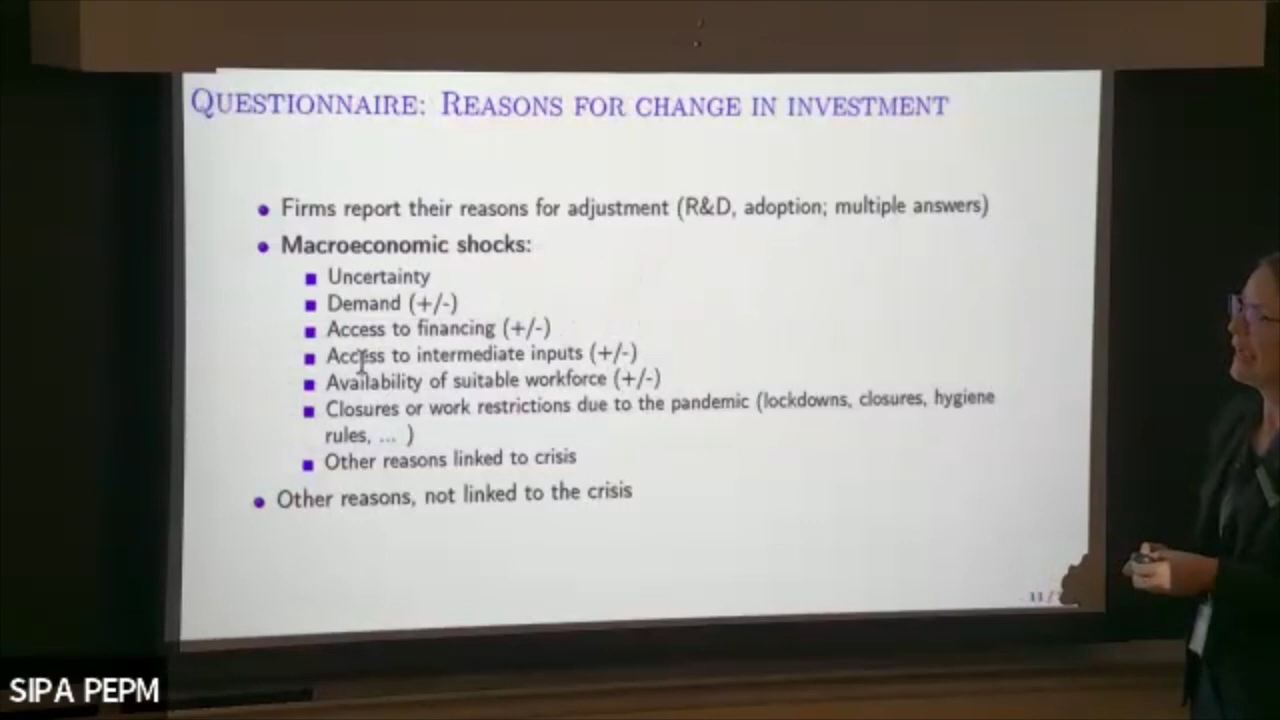 QUESTIONNAIRE: REASONS FOR CHANGE IN INVESTMENT
• Firms report their reasons for adjustment (R&D, adoption; multiple answers)
• Macroeconomic shocks:
■ Uncertainty
■ Demand (+/-)
■ Access to financing (+/-)
■ Access to intermediate inputs (+/-)
■ Availability of suitable workforce (+/-)
■ Closures or work restrictions due to the pandemic (lockdowns, closures, hygiene
rules, ... )
■ Other reasons linked to crisis
• Other reasons, not linked to the crisis
11/
SIPA PEPM